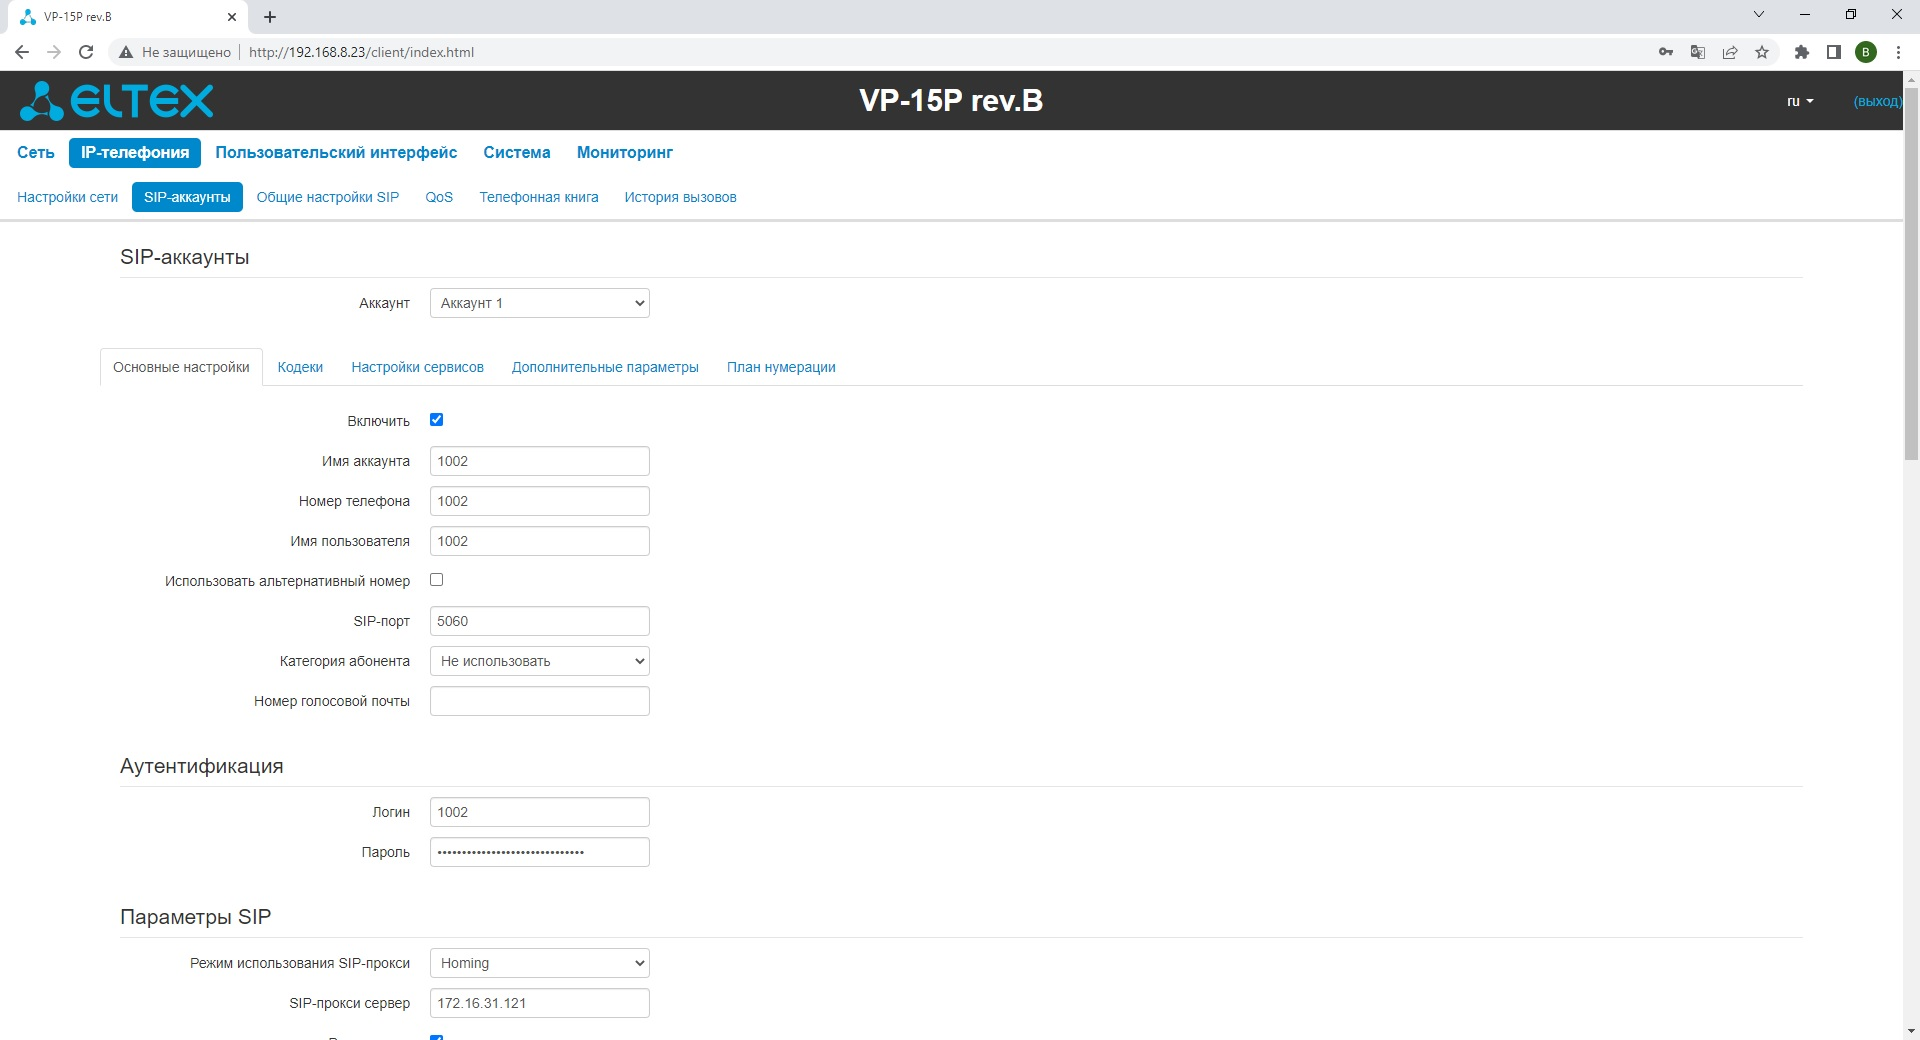 VP-15P rev.B
Не защищено http://192.168.8.23/client/index.html B
ELTEX VP-15P rev.B ru (выход)
Сеть IP-телефония Пользовательский интерфейс Система Мониторинг
Настройки сети SIP-аккаунты Общие настройки SIP QoS Телефонная книга История вызовов
SIP-аккаунты
Аккаунт Аккаунт 1
Основные настройки Кодеки Настройки сервисов Дополнительные параметры План нумерации
Включить
Имя аккаунта 1002
Номер телефона 1002
Имя пользователя 1002
Использовать альтернативный номер
SIP-порт 5060
Категория абонента Не использовать
Номер голосовой почты
Аутентификация
Логин 1002
Пароль ••••••••••••••••••••••••••••••
Параметры SIP
Режим использования SIP-прокси Homing
SIP-прокси сервер 172.16.31.121